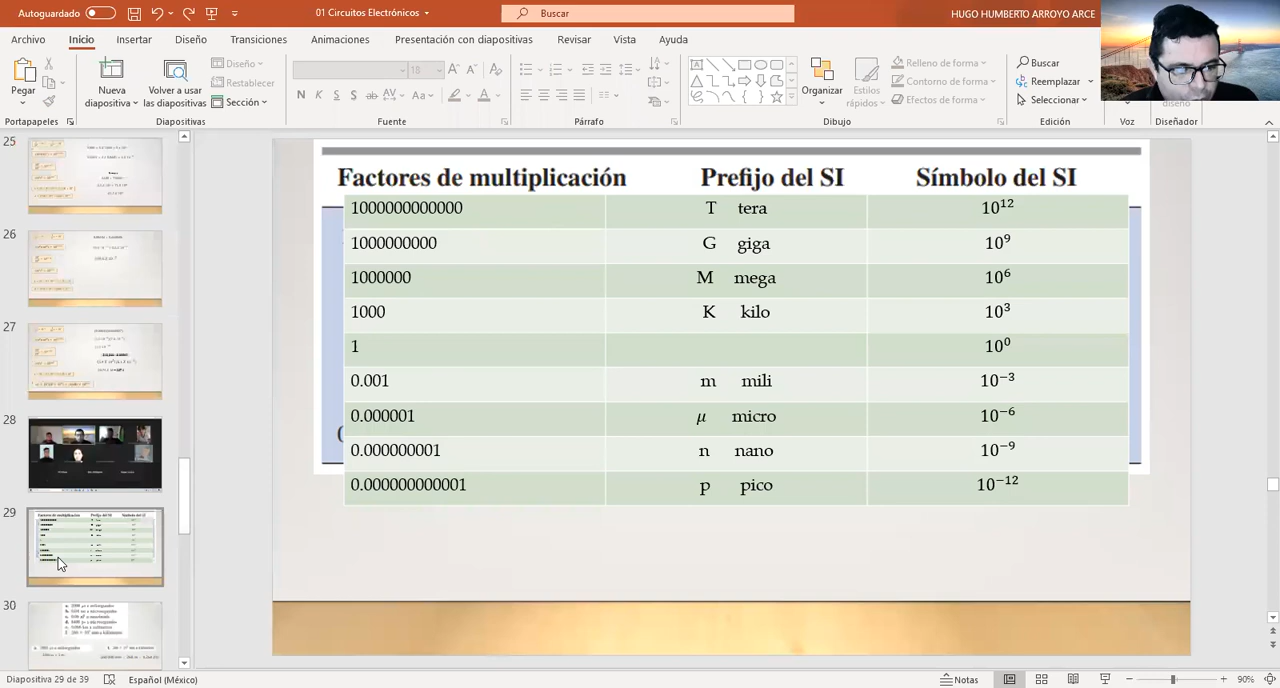 Autoguardado
01 Circuitos Electrónicos
Buscar
HUGO HUMBERTO ARROYO ARCE
Archivo Inicio Insertar Diseño Transiciones Animaciones Presentación con diapositivas Revisar Vista Ayuda
Pegar
Nueva diapositiva
Volver a usar las diapositivas
Diseño
Restablecer
Sección
18
N K S S ab AV Aa A
Organizar
Estilos rápidos
Relleno de forma
Contorno de forma
Efectos de forma
Buscar
Reemplazar
Seleccionar
diseño
Portapapeles Diapositivas Fuente Párrafo Dibujo Edición Voz Diseñador
25
26
27
28
29
30
Factores de multiplicación Prefijo del SI Símbolo del SI
1000000000000 T tera 10¹²
1000000000 G giga 10⁹
1000000 M mega 10⁶
1000 K kilo 10³
1 10⁰
0.001 m mili 10⁻³
0.000001 μ micro 10⁻⁶
0.000000001 n nano 10⁻⁹
0.000000000001 p pico 10⁻¹²
Diapositiva 29 de 39 Español (México) Notas 90%